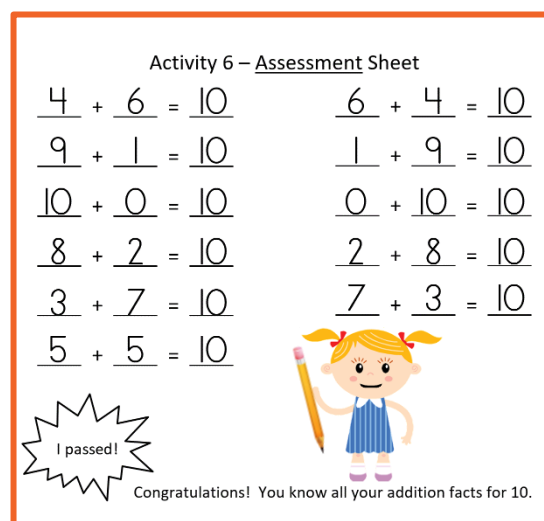 Activity 6 – Assessment Sheet
4 + 6 = 10
6 + 4 = 10
9 + 1 = 10
1 + 9 = 10
10 + 0 = 10
0 + 10 = 10
8 + 2 = 10
2 + 8 = 10
3 + 7 = 10
7 + 3 = 10
5 + 5 = 10
I passed!
Congratulations! You know all your addition facts for 10.